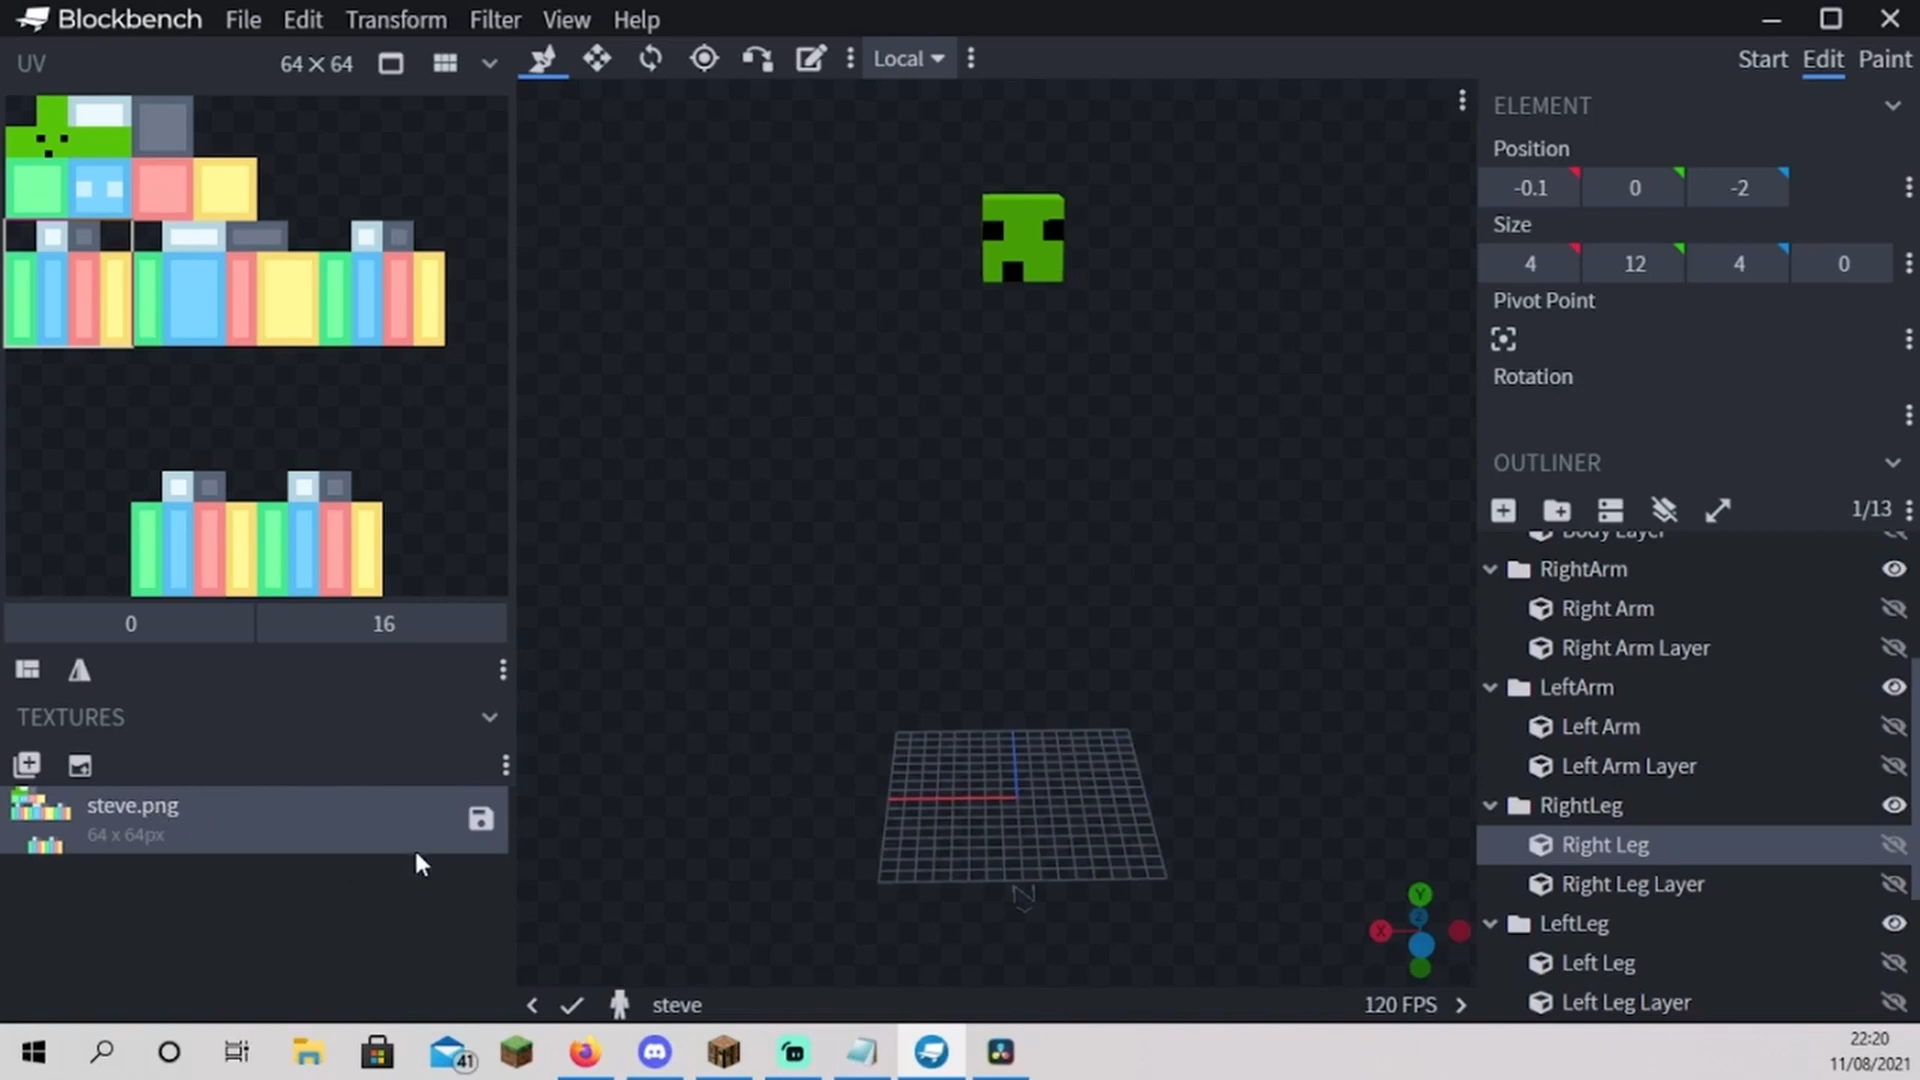 Blockbench File Edit Transform Filter View Help
UV 64 × 64 Local Start Edit Paint
ELEMENT
Position
-0.1 0 -2
Size
4 12 4 0
Pivot Point
Rotation
OUTLINER
1/13
Body Layer
RightArm
Right Arm
Right Arm Layer
LeftArm
Left Arm
Left Arm Layer
RightLeg
Right Leg
Right Leg Layer
LeftLeg
Left Leg
Left Leg Layer
0 16
TEXTURES
steve.png
64 x 64px
N
Y
Z
X
steve 120 FPS
41
22:20
11/08/2021